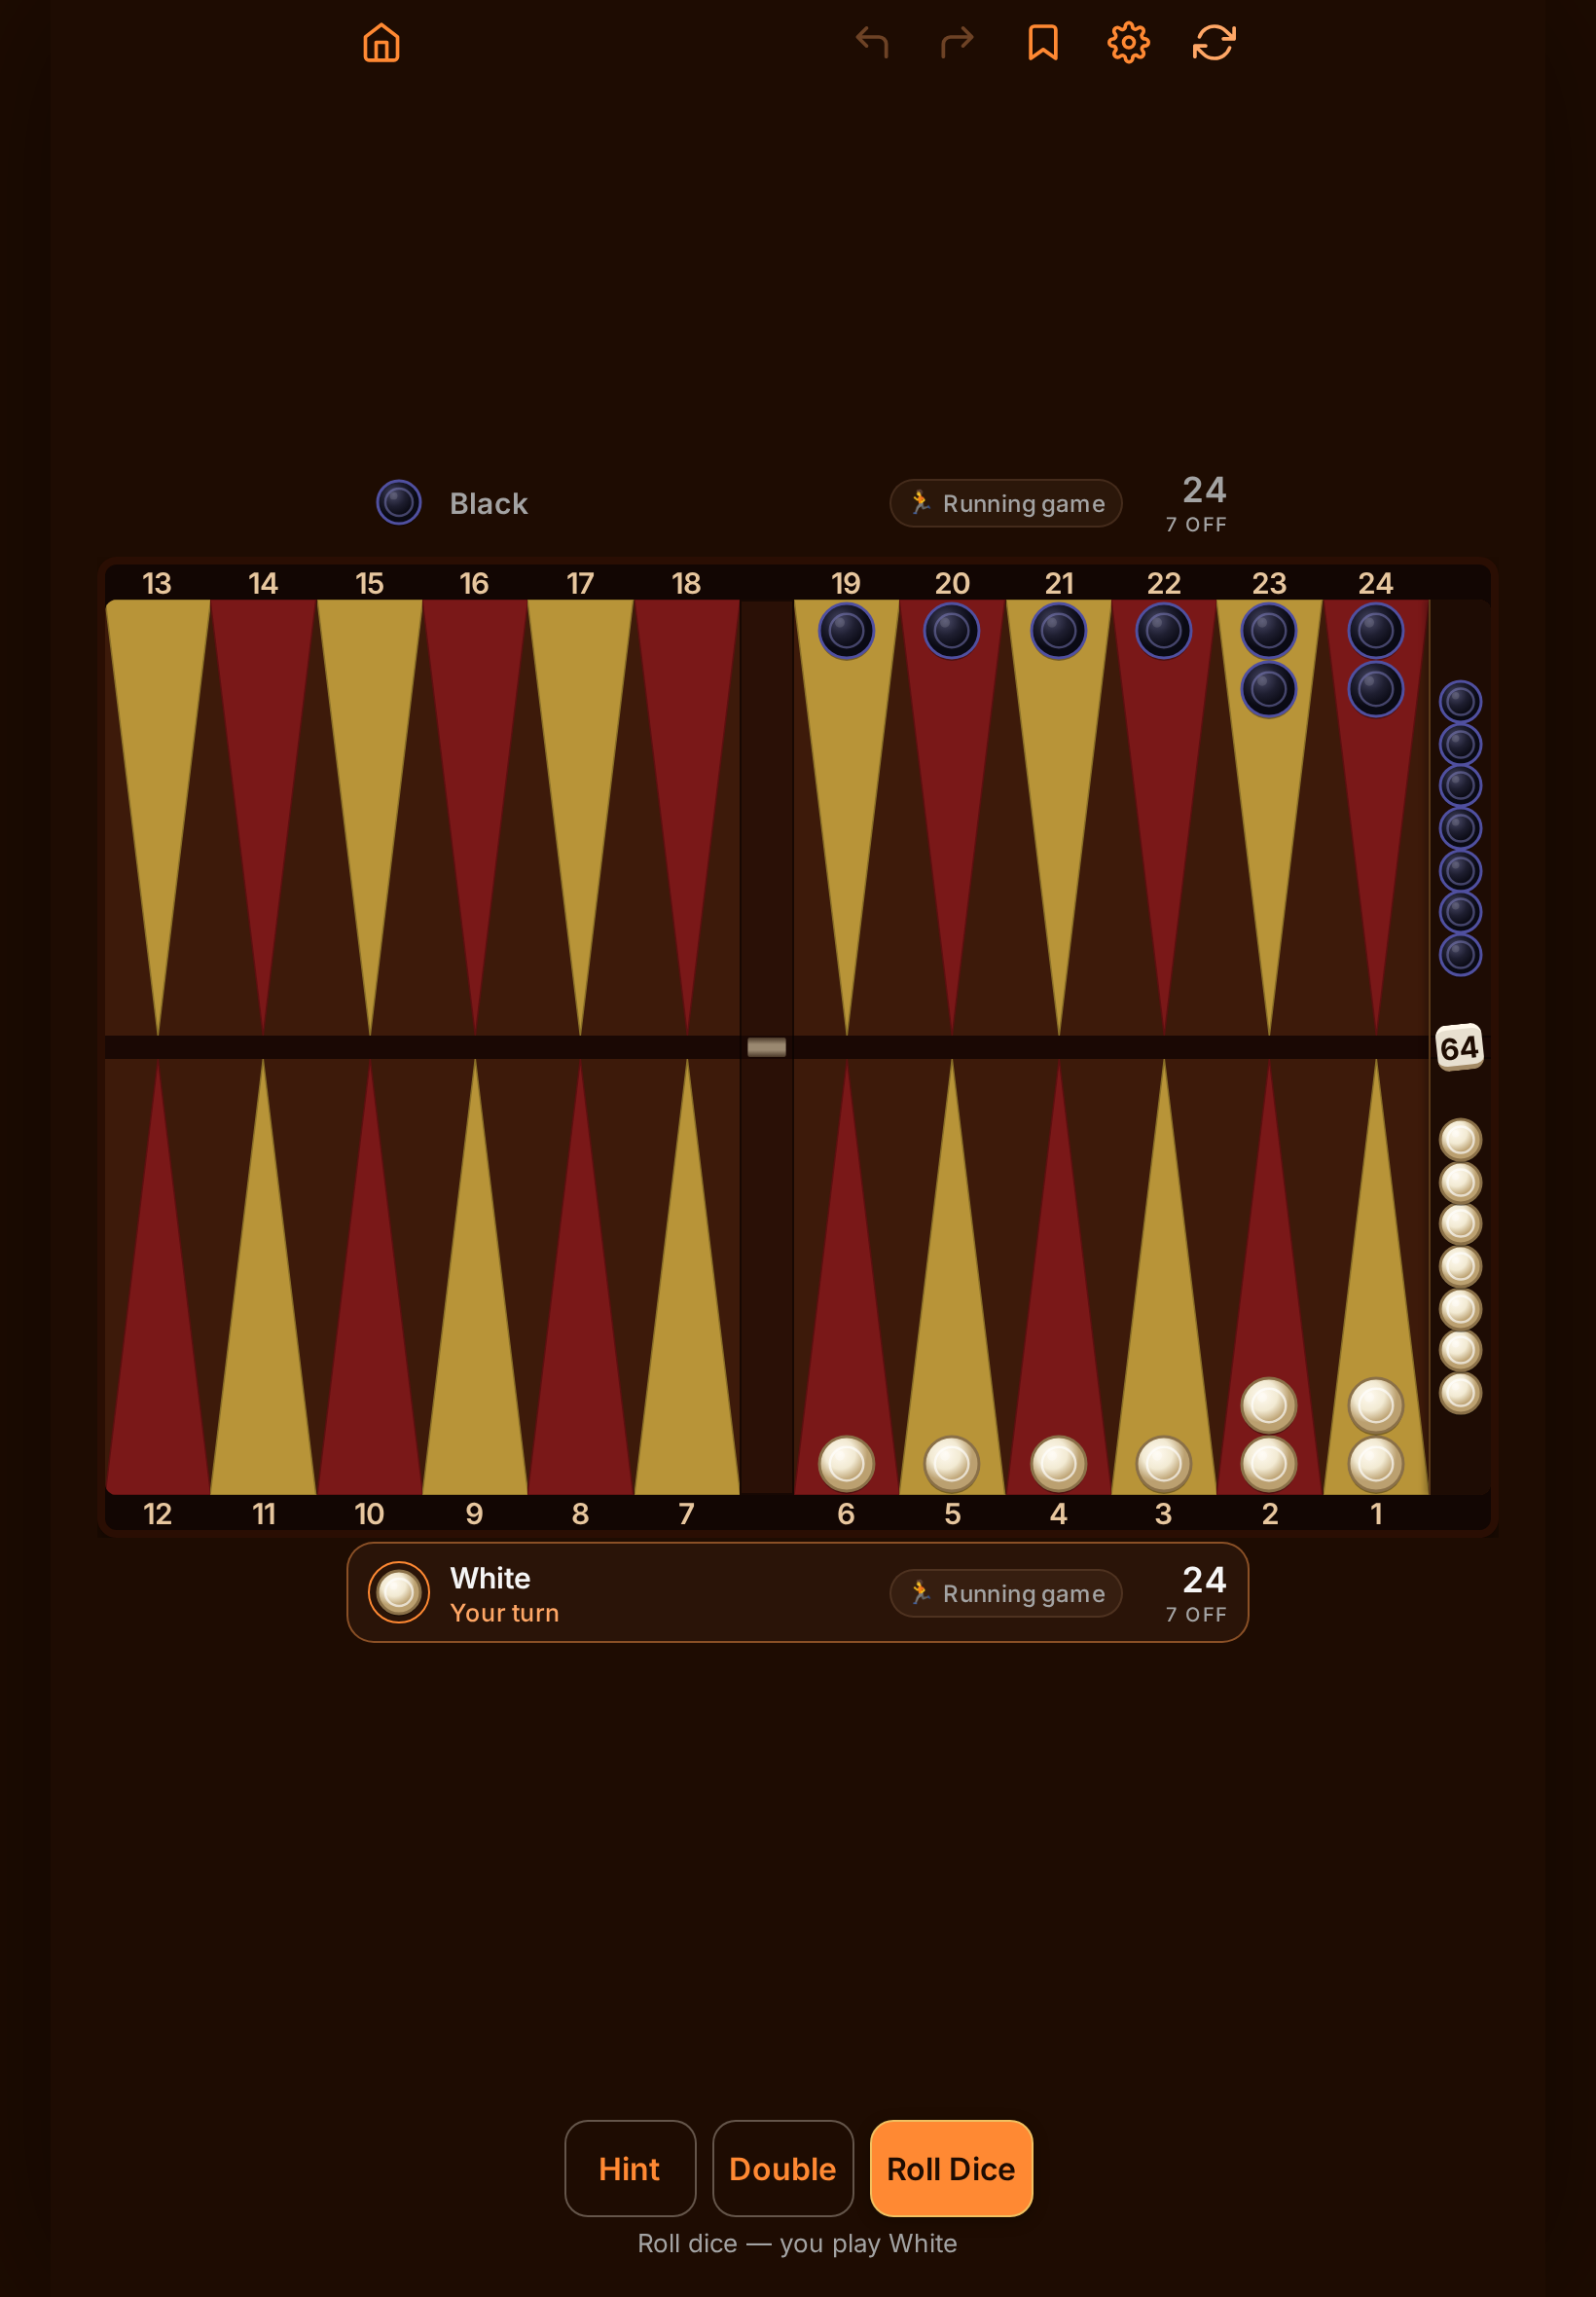 Black
🏃 Running game
24
7 OFF
13 14 15 16 17 18 19 20 21 22 23 24
64
12 11 10 9 8 7 6 5 4 3 2 1
White
Your turn
🏃 Running game
24
7 OFF
Hint
Double
Roll Dice
Roll dice — you play White